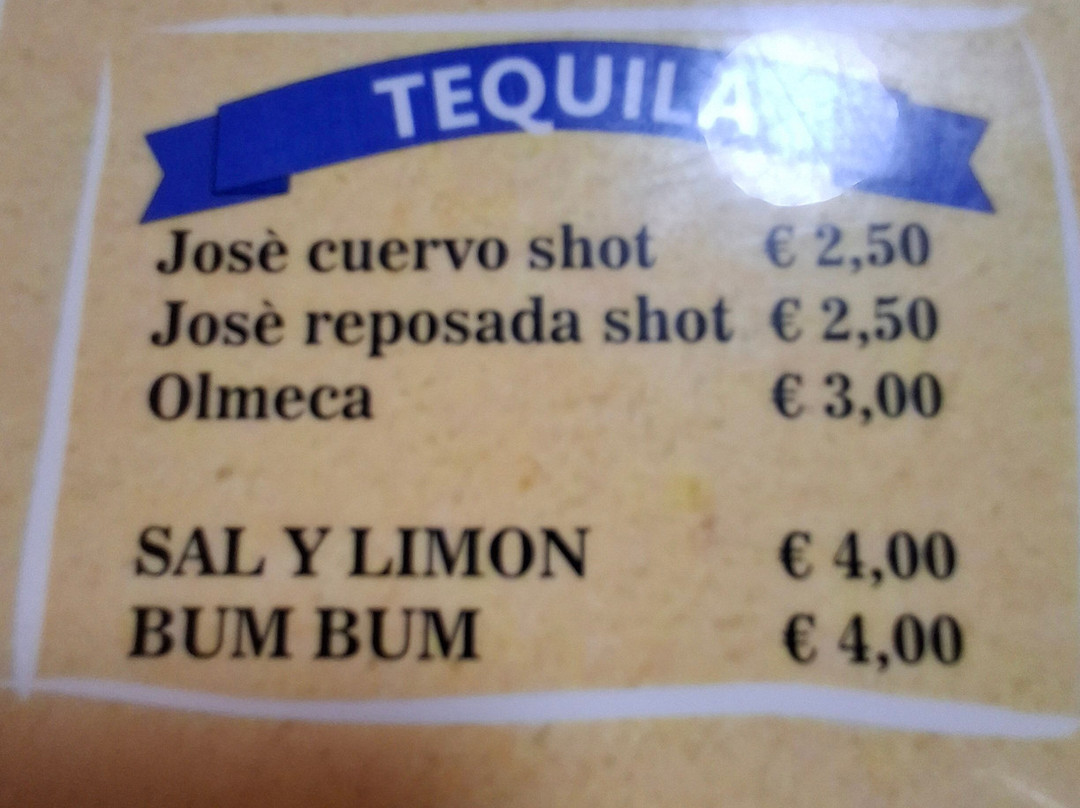 TEQUILA
Josè cuervo shot € 2,50
Josè reposada shot € 2,50
Olmeca € 3,00
SAL Y LIMON € 4,00
BUM BUM € 4,00